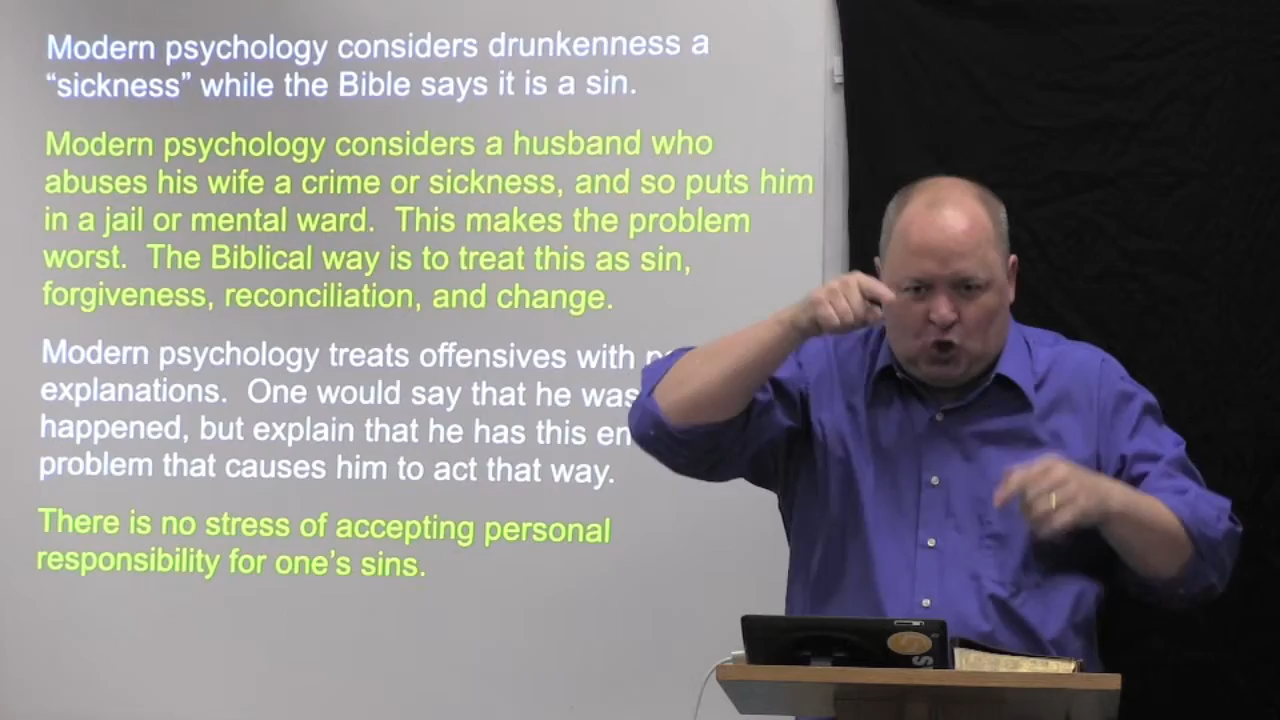 Modern psychology considers drunkenness a
“sickness” while the Bible says it is a sin.
Modern psychology considers a husband who
abuses his wife a crime or sickness, and so puts him
in a jail or mental ward. This makes the problem
worst. The Biblical way is to treat this as sin,
forgiveness, reconciliation, and change.
Modern psychology treats offensives with
explanations. One would say that he was
happened, but explain that he has this
problem that causes him to act that way.
There is no stress of accepting personal
responsibility for one’s sins.